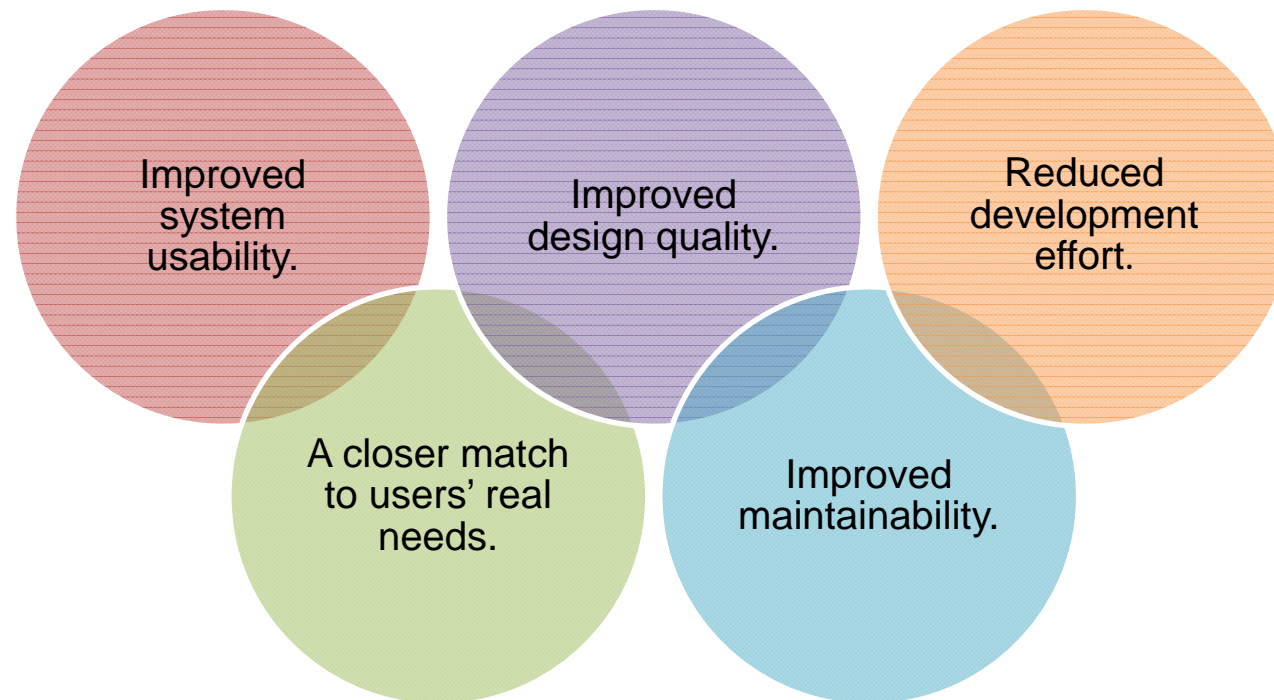 Improved
system
usability.
A closer match
to users’ real
needs.
Improved
design quality.
Improved
maintainability.
Reduced
development
effort.